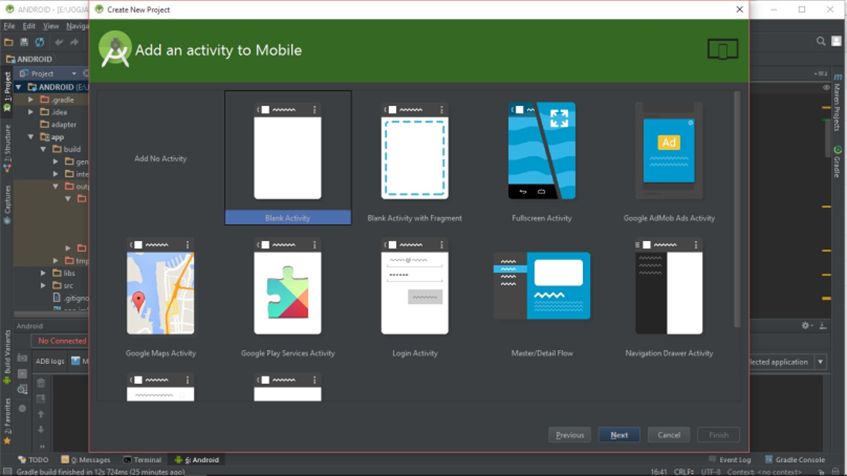 ANDROID - [E:\JOGJA
Create New Project
File Edit View Naviga
Add an activity to Mobile
ANDROID
Project
ANDROID
.gradle
.idea
adapter
app
build
gen
inte
outp
tmp
libs
src
.gitigno
1: Project
7: Structure
Captures
Build Variants
2: Favorites
Maven Projects
Gradle
Add No Activity
Blank Activity
Blank Activity with Fragment
Fullscreen Activity
Ad
Google AdMob Ads Activity
Google Maps Activity
Google Play Services Activity
Login Activity
Master/Detail Flow
Navigation Drawer Activity
Android
No Connected
ADB logs
lected application
Previous
Next
Cancel
Finish
TODO
0: Messages
Terminal
6: Android
Event Log
Gradle Console
Gradle build finished in 12s 724ms (25 minutes ago)
16:41 CRLF UTF-8 Context: <no context>